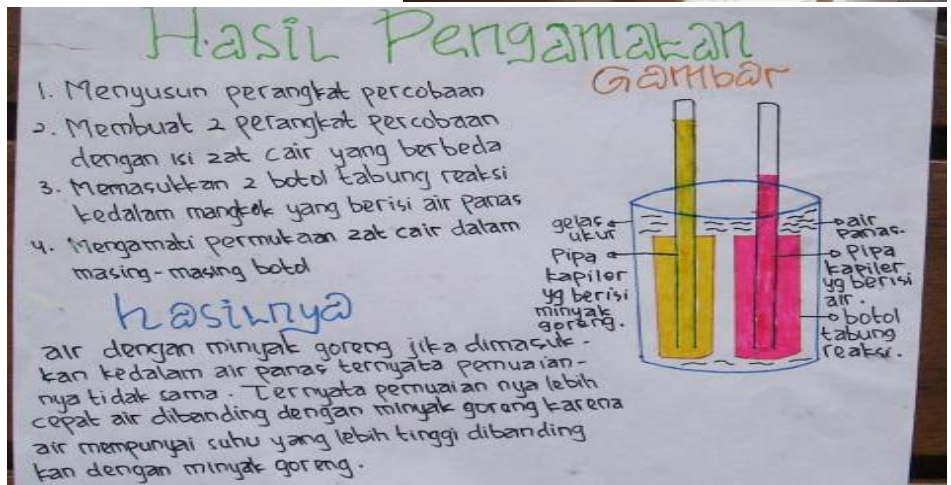 Hasil Pengamatan
1. Menyusun perangkat percobaan
2. Membuat 2 perangkat percobaan
dengan isi zat cair yang berbeda
3. Memasukkan 2 botol tabung reaksi
kedalam mangkok yang berisi air panas
4. Mengamati permukaan zat cair dalam
masing-masing botol
hasilnya
air dengan minyak goreng jika dimasuk-
kan kedalam air panas ternyata pemuaian-
nya tidak sama. Ternyata pemuaian nya lebih
cepat air dibanding dengan minyak goreng karena
air mempunyai suhu yang lebih tinggi dibanding
kan dengan minyak goreng.
Gambar
gelas
ukur
Pipa
kapiler
yg berisi
minyak
goreng.
air
panas.
Pipa
kapiler
yg berisi
air.
botol
tabung
reaksi.